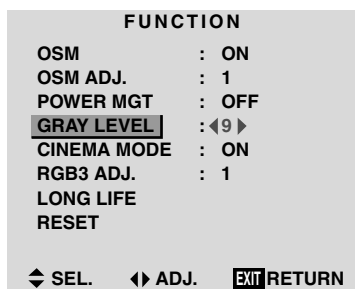 FUNCTION
OSM : ON
OSM ADJ. : 1
POWER MGT : OFF
GRAY LEVEL : ◀9▶
CINEMA MODE : ON
RGB3 ADJ. : 1
LONG LIFE
RESET
SEL. ADJ. EXIT RETURN